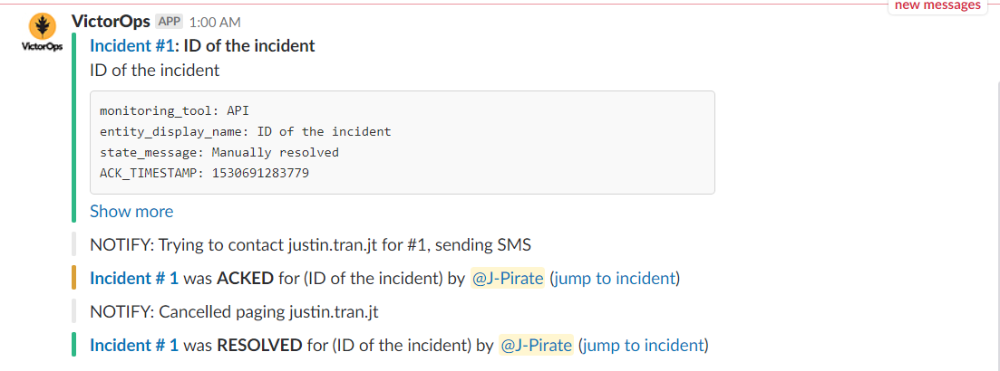 new messages
VictorOps APP 1:00 AM
VictorOps
Incident #1: ID of the incident
ID of the incident
monitoring_tool: API
entity_display_name: ID of the incident
state_message: Manually resolved
ACK_TIMESTAMP: 1530691283779
Show more
NOTIFY: Trying to contact justin.tran.jt for #1, sending SMS
Incident # 1 was ACKED for (ID of the incident) by @J-Pirate (jump to incident)
NOTIFY: Cancelled paging justin.tran.jt
Incident # 1 was RESOLVED for (ID of the incident) by @J-Pirate (jump to incident)